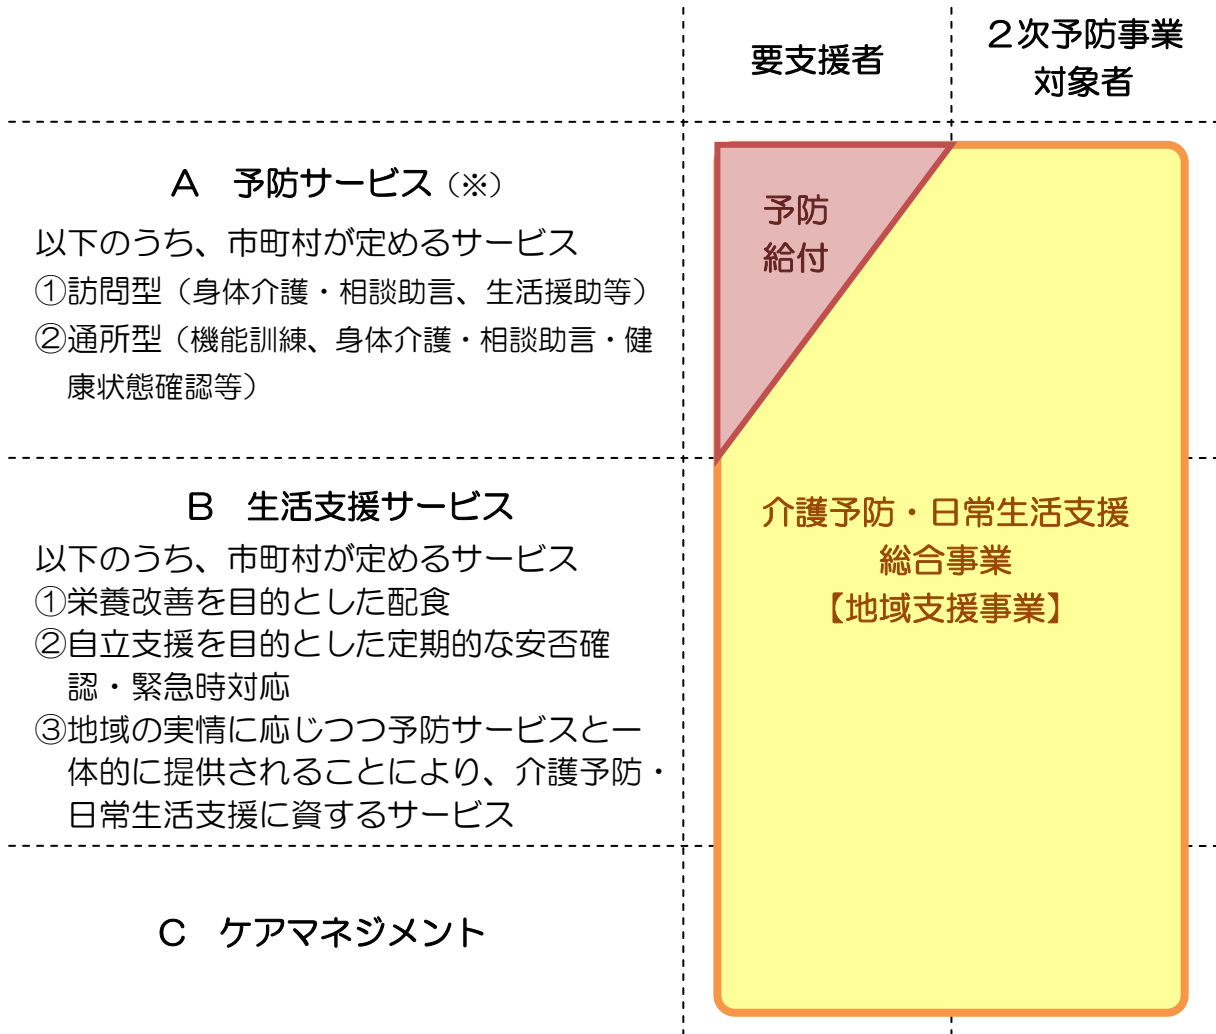 要支援者
２次予防事業
対象者
A　予防サービス（※）
以下のうち、市町村が定めるサービス
①訪問型（身体介護・相談助言、生活援助等）
②通所型（機能訓練、身体介護・相談助言・健
康状態確認等）
予防
給付
B　生活支援サービス
以下のうち、市町村が定めるサービス
①栄養改善を目的とした配食
②自立支援を目的とした定期的な安否確
認・緊急時対応
③地域の実情に応じつつ予防サービスと一
体的に提供されることにより、介護予防・
日常生活支援に資するサービス
介護予防・日常生活支援
総合事業
【地域支援事業】
C　ケアマネジメント